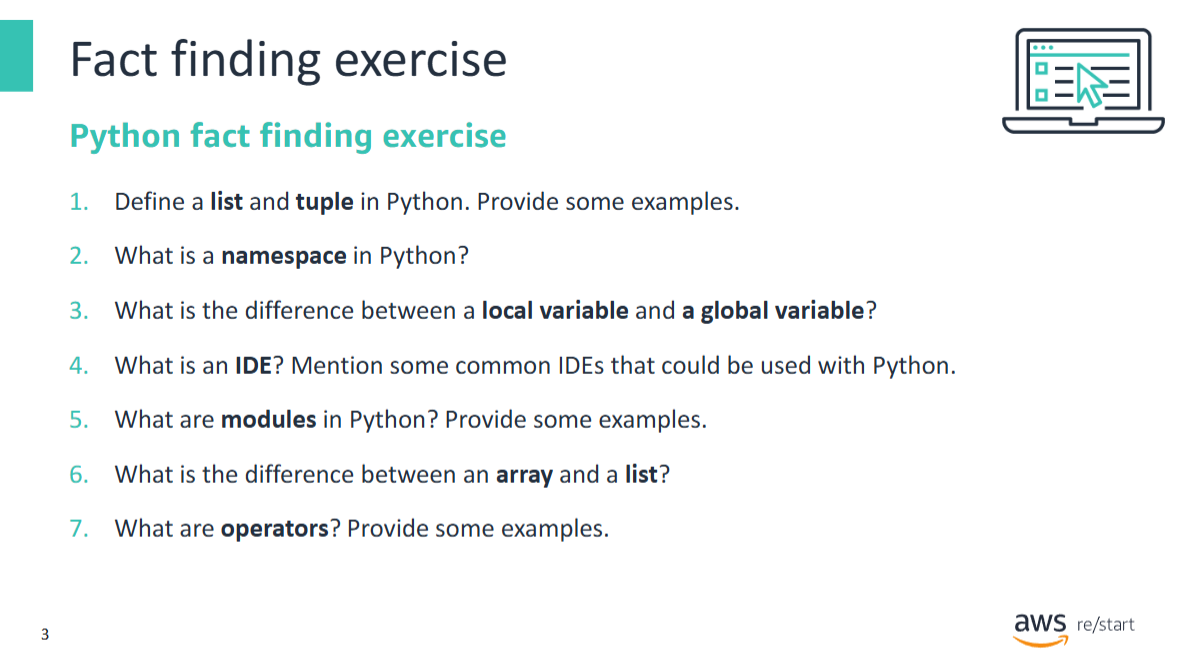 Fact finding exercise
Python fact finding exercise
1. Define a list and tuple in Python. Provide some examples.
2. What is a namespace in Python?
3. What is the difference between a local variable and a global variable?
4. What is an IDE? Mention some common IDEs that could be used with Python.
5. What are modules in Python? Provide some examples.
6. What is the difference between an array and a list?
7. What are operators? Provide some examples.
3
aws re/start